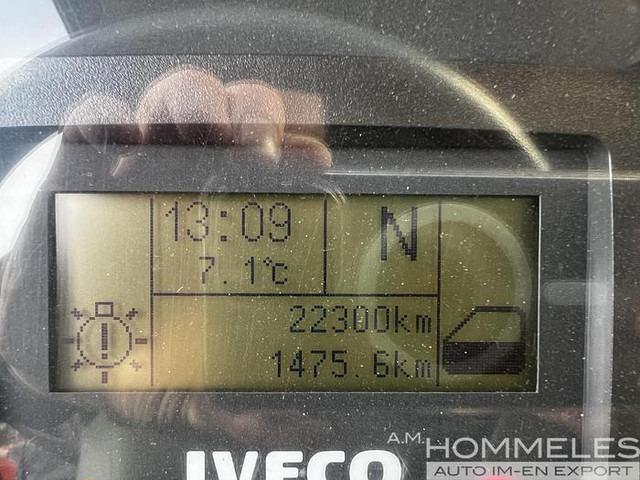 13:09
N
7.1°C
22300km
1475.6km
IVECO
A.M. HOMMELES
AUTO IM-EN EXPORT